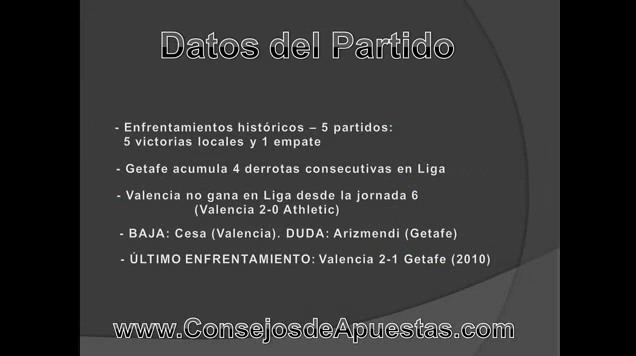 Datos del Partido
- Enfrentamientos históricos – 5 partidos:
5 victorias locales y 1 empate
- Getafe acumula 4 derrotas consecutivas en Liga
- Valencia no gana en Liga desde la jornada 6
(Valencia 2-0 Athletic)
- BAJA: Cesa (Valencia). DUDA: Arizmendi (Getafe)
- ÚLTIMO ENFRENTAMIENTO: Valencia 2-1 Getafe (2010)
www.ConsejosdeApuestas.com